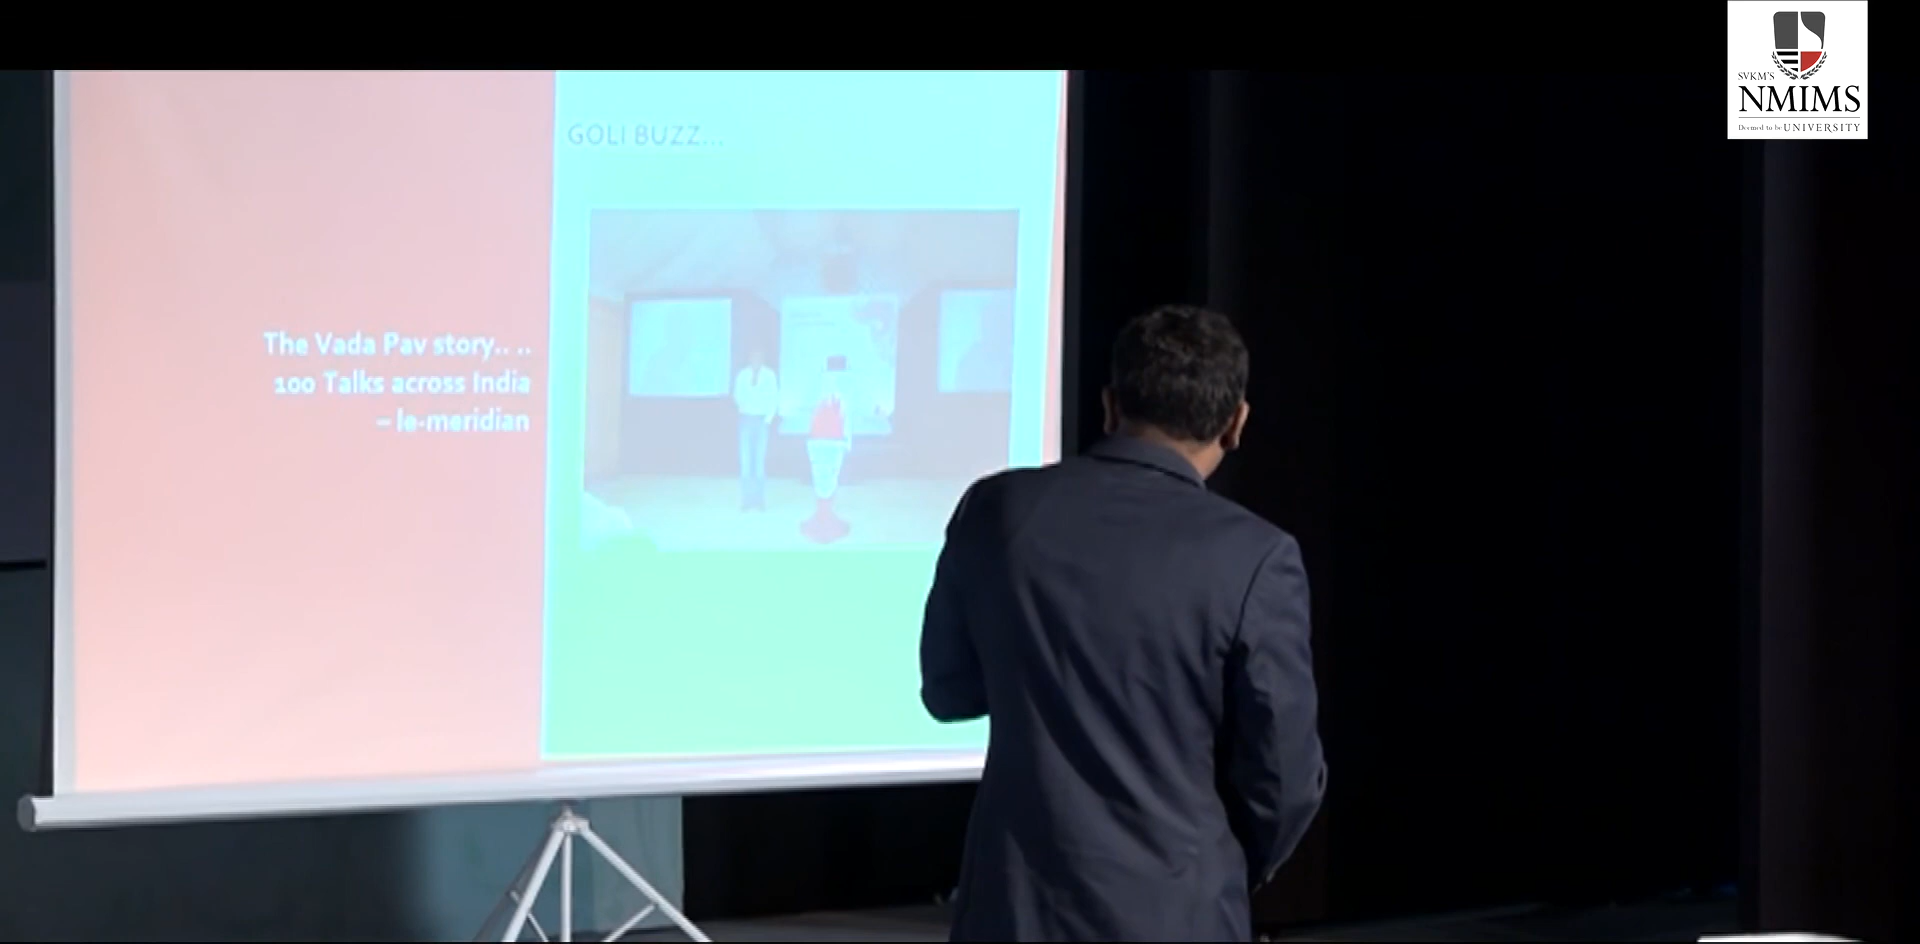 SVKM'S
NMIMS
Deemed to be UNIVERSITY
GOLI BUZZ...
The Vada Pav story.. ..
100 Talks across India
– le-meridian